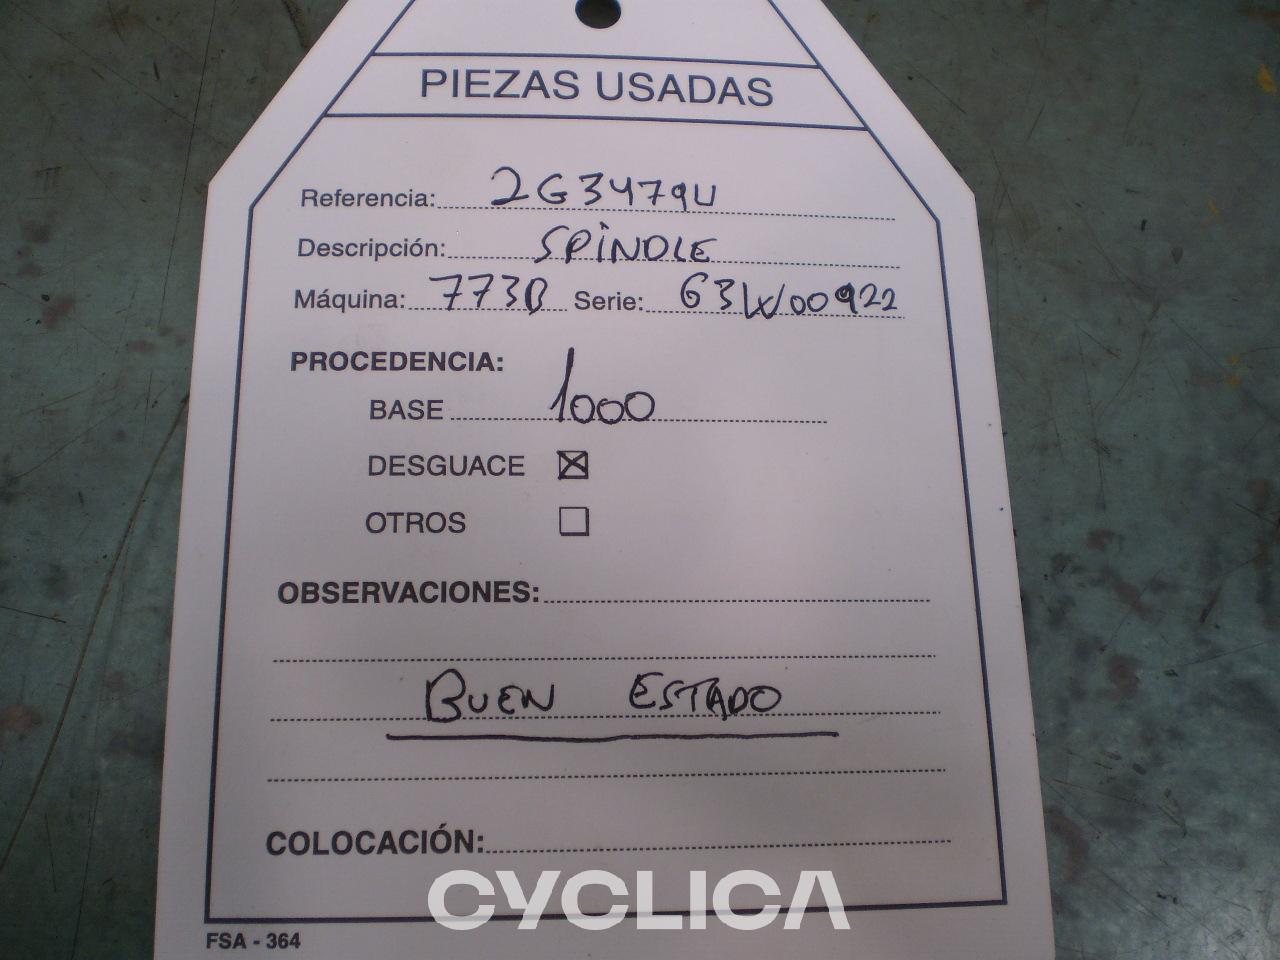 PIEZAS USADAS
Referencia: 2G3479U
Descripción: SPINDLE
Máquina: 773B Serie: 63W00922
PROCEDENCIA:
BASE 1000
DESGUACE ☒
OTROS ☐
OBSERVACIONES:
BUEN ESTADO
COLOCACIÓN:
CYCLICA
FSA - 364